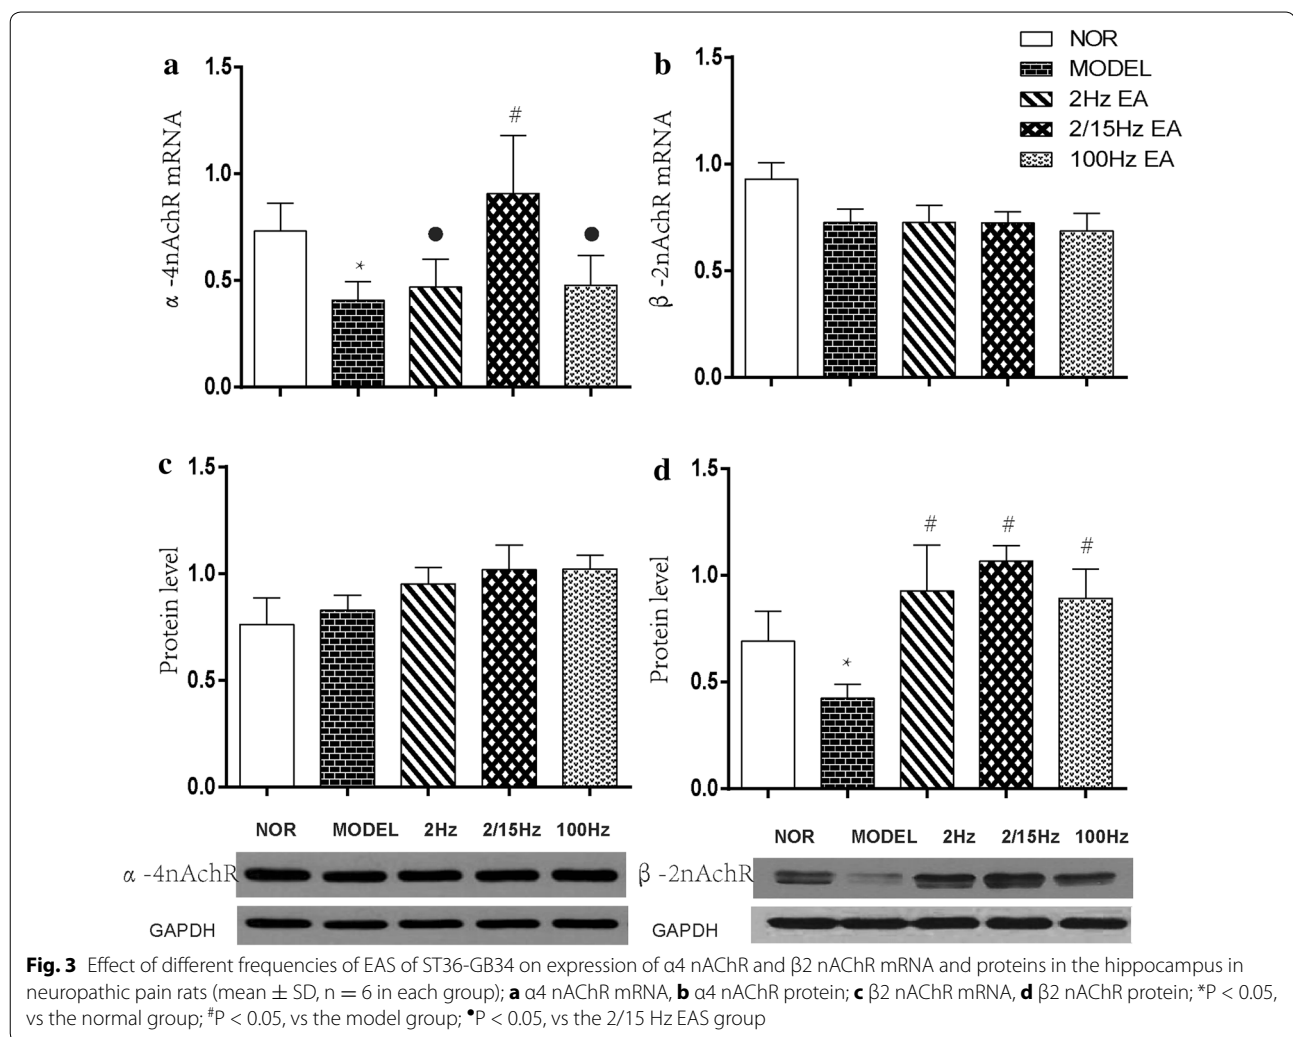 a
1.5
#
α -4nAchR mRNA
1.0
●
●
*
0.5
0.0
b
1.5
β -2nAchR mRNA
1.0
0.5
0.0
NOR
MODEL
2Hz EA
2/15Hz EA
100Hz EA
c
1.5
Protein level
1.0
0.5
0.0
d
1.5
#
#
#
Protein level
1.0
*
0.5
0.0
NOR MODEL 2Hz 2/15Hz 100Hz
α -4nAchR
GAPDH
NOR MODEL 2Hz 2/15Hz 100Hz
β -2nAchR
GAPDH
Fig. 3 Effect of different frequencies of EAS of ST36-GB34 on expression of α4 nAChR and β2 nAChR mRNA and proteins in the hippocampus in
neuropathic pain rats (mean ± SD, n = 6 in each group); a α4 nAChR mRNA, b α4 nAChR protein; c β2 nAChR mRNA, d β2 nAChR protein; *P < 0.05,
vs the normal group; #P < 0.05, vs the model group; ●P < 0.05, vs the 2/15 Hz EAS group